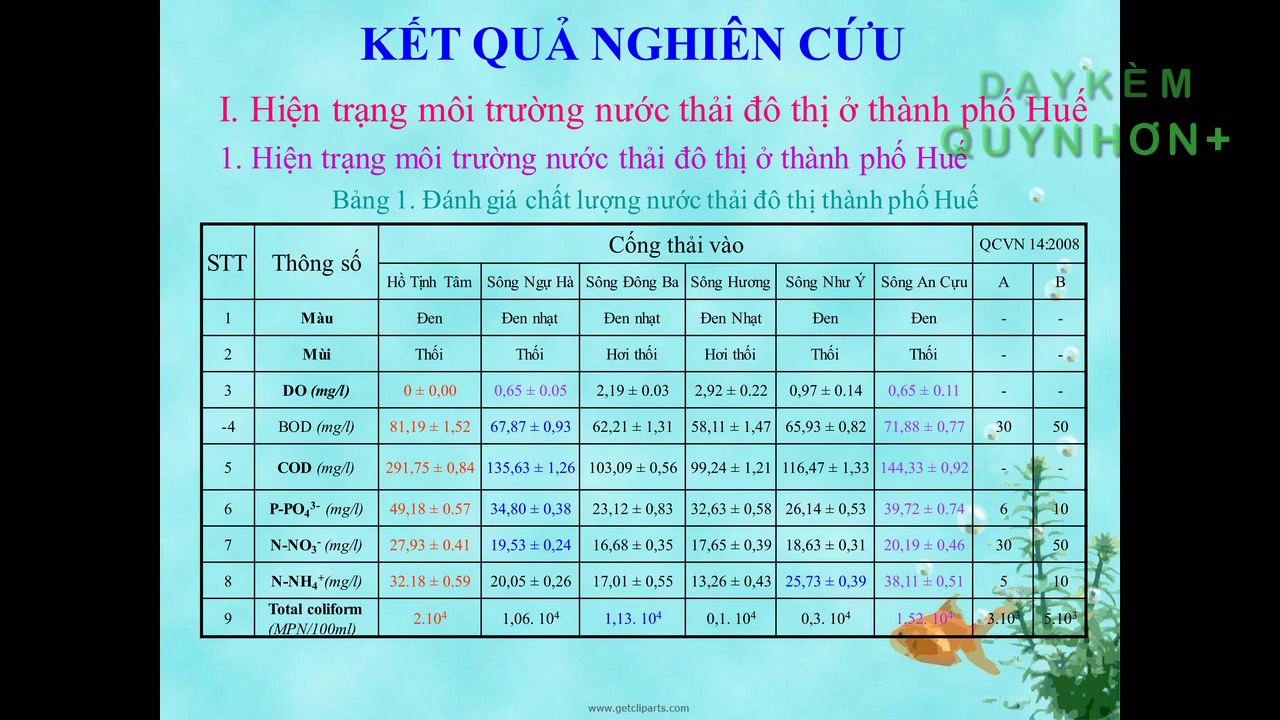 KẾT QUẢ NGHIÊN CỨU
DẠY KÈM
QUY NHƠN+
I. Hiện trạng môi trường nước thải đô thị ở thành phố Huế
1. Hiện trạng môi trường nước thải đô thị ở thành phố Huế
Bảng 1. Đánh giá chất lượng nước thải đô thị thành phố Huế
STT Thông số Cống thải vào QCVN 14:2008
Hồ Tịnh Tâm Sông Ngự Hà Sông Đông Ba Sông Hương Sông Như Ý Sông An Cựu A B
1 Màu Đen Đen nhạt Đen nhạt Đen Nhạt Đen Đen - -
2 Mùi Thối Thối Hơi thối Hơi thối Thối Thối - -
3 DO (mg/l) 0 ± 0,00 0,65 ± 0.05 2,19 ± 0.03 2,92 ± 0.22 0,97 ± 0.14 0,65 ± 0.11 - -
-4 BOD (mg/l) 81,19 ± 1,52 67,87 ± 0,93 62,21 ± 1,31 58,11 ± 1,47 65,93 ± 0,82 71,88 ± 0,77 30 50
5 COD (mg/l) 291,75 ± 0,84 135,63 ± 1,26 103,09 ± 0,56 99,24 ± 1,21 116,47 ± 1,33 144,33 ± 0,92 - -
6 P-PO₄³⁻ (mg/l) 49,18 ± 0.57 34,80 ± 0,38 23,12 ± 0,83 32,63 ± 0,58 26,14 ± 0,53 39,72 ± 0.74 6 10
7 N-NO₃⁻ (mg/l) 27,93 ± 0.41 19,53 ± 0,24 16,68 ± 0,35 17,65 ± 0,39 18,63 ± 0,31 20,19 ± 0,46 30 50
8 N-NH₄⁺(mg/l) 32.18 ± 0.59 20,05 ± 0,26 17,01 ± 0,55 13,26 ± 0,43 25,73 ± 0,39 38,11 ± 0,51 5 10
9 Total coliform (MPN/100ml) 2.10⁴ 1,06. 10⁴ 1,13. 10⁴ 0,1. 10⁴ 0,3. 10⁴ 1,52. 10⁴ 3.10³ 5.10³
www.getcliparts.com